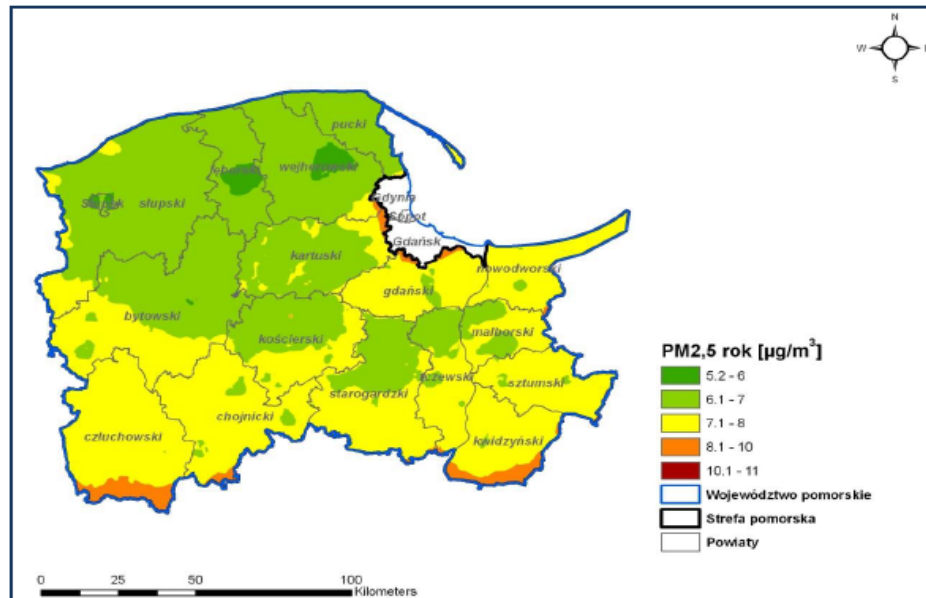 N
W
S
pucki
wejherowski
Gdynia
Słupsk
słupski
Sopot
Gdańsk
kartuski
nowodworski
gdański
bytowski
kościerski
malborski
tczewski
sztumski
starogardzki
chojnicki
człuchowski
kwidzyński
PM2,5 rok [µg/m³]
5.2 - 6
6.1 - 7
7.1 - 8
8.1 - 10
10.1 - 11
Województwo pomorskie
Strefa pomorska
Powiaty
0 25 50 100
Kilometers